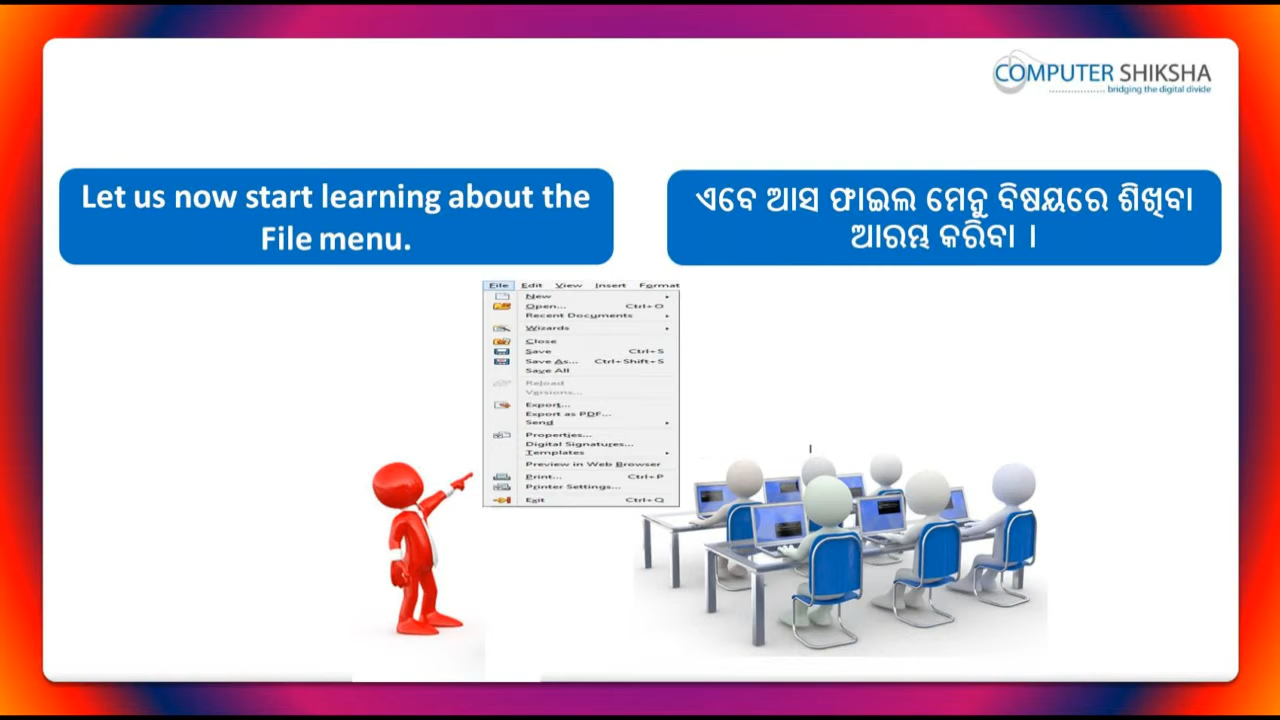 COMPUTER SHIKSHA
bridging the digital divide
Let us now start learning about the
File menu.
ଏବେ ଆସ ଫାଇଲ ମେନୁ ବିଷୟରେ ଶିଖିବା
ଆରମ୍ଭ କରିବା ।
File Edit View Insert Format
New
Open... Ctrl+O
Recent Documents
Wizards
Close
Save Ctrl+S
Save As... Ctrl+Shift+S
Save All
Reload
Versions...
Export...
Export as PDF...
Send
Properties...
Digital Signatures...
Templates
Preview in Web Browser
Print... Ctrl+P
Printer Settings...
Exit Ctrl+Q